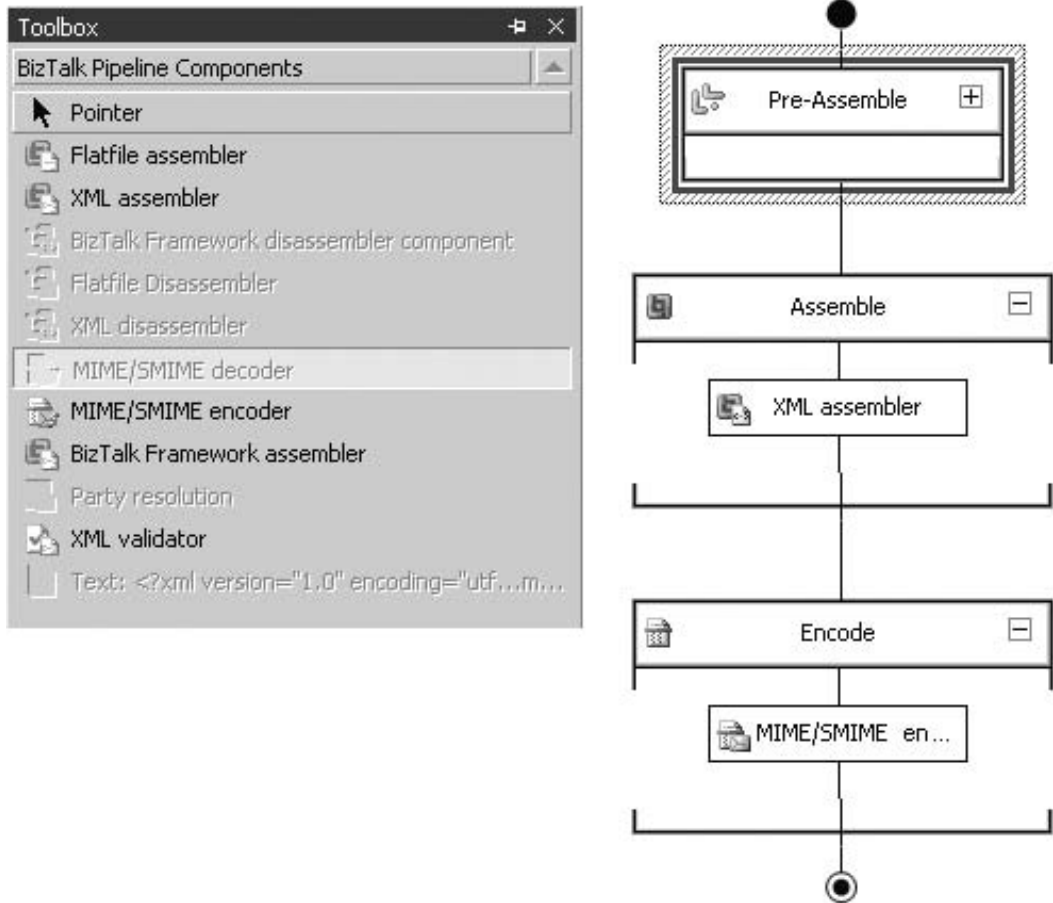 Toolbox
BizTalk Pipeline Components
Pointer
Flatfile assembler
XML assembler
BizTalk Framework disassembler component
Flatfile Disassembler
XML disassembler
MIME/SMIME decoder
MIME/SMIME encoder
BizTalk Framework assembler
Party resolution
XML validator
Text: <?xml version="1.0" encoding="utf...m...
Pre-Assemble
Assemble
XML assembler
Encode
MIME/SMIME en...